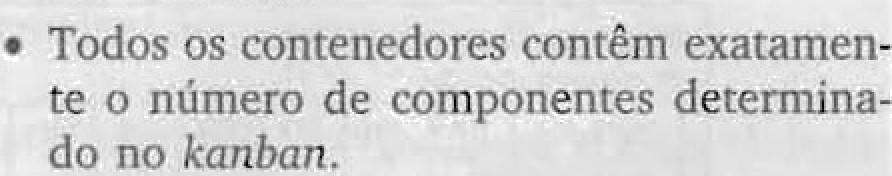 • Todos os contenedores contêm exatamen-
te o número de componentes determina-
do no kanban.